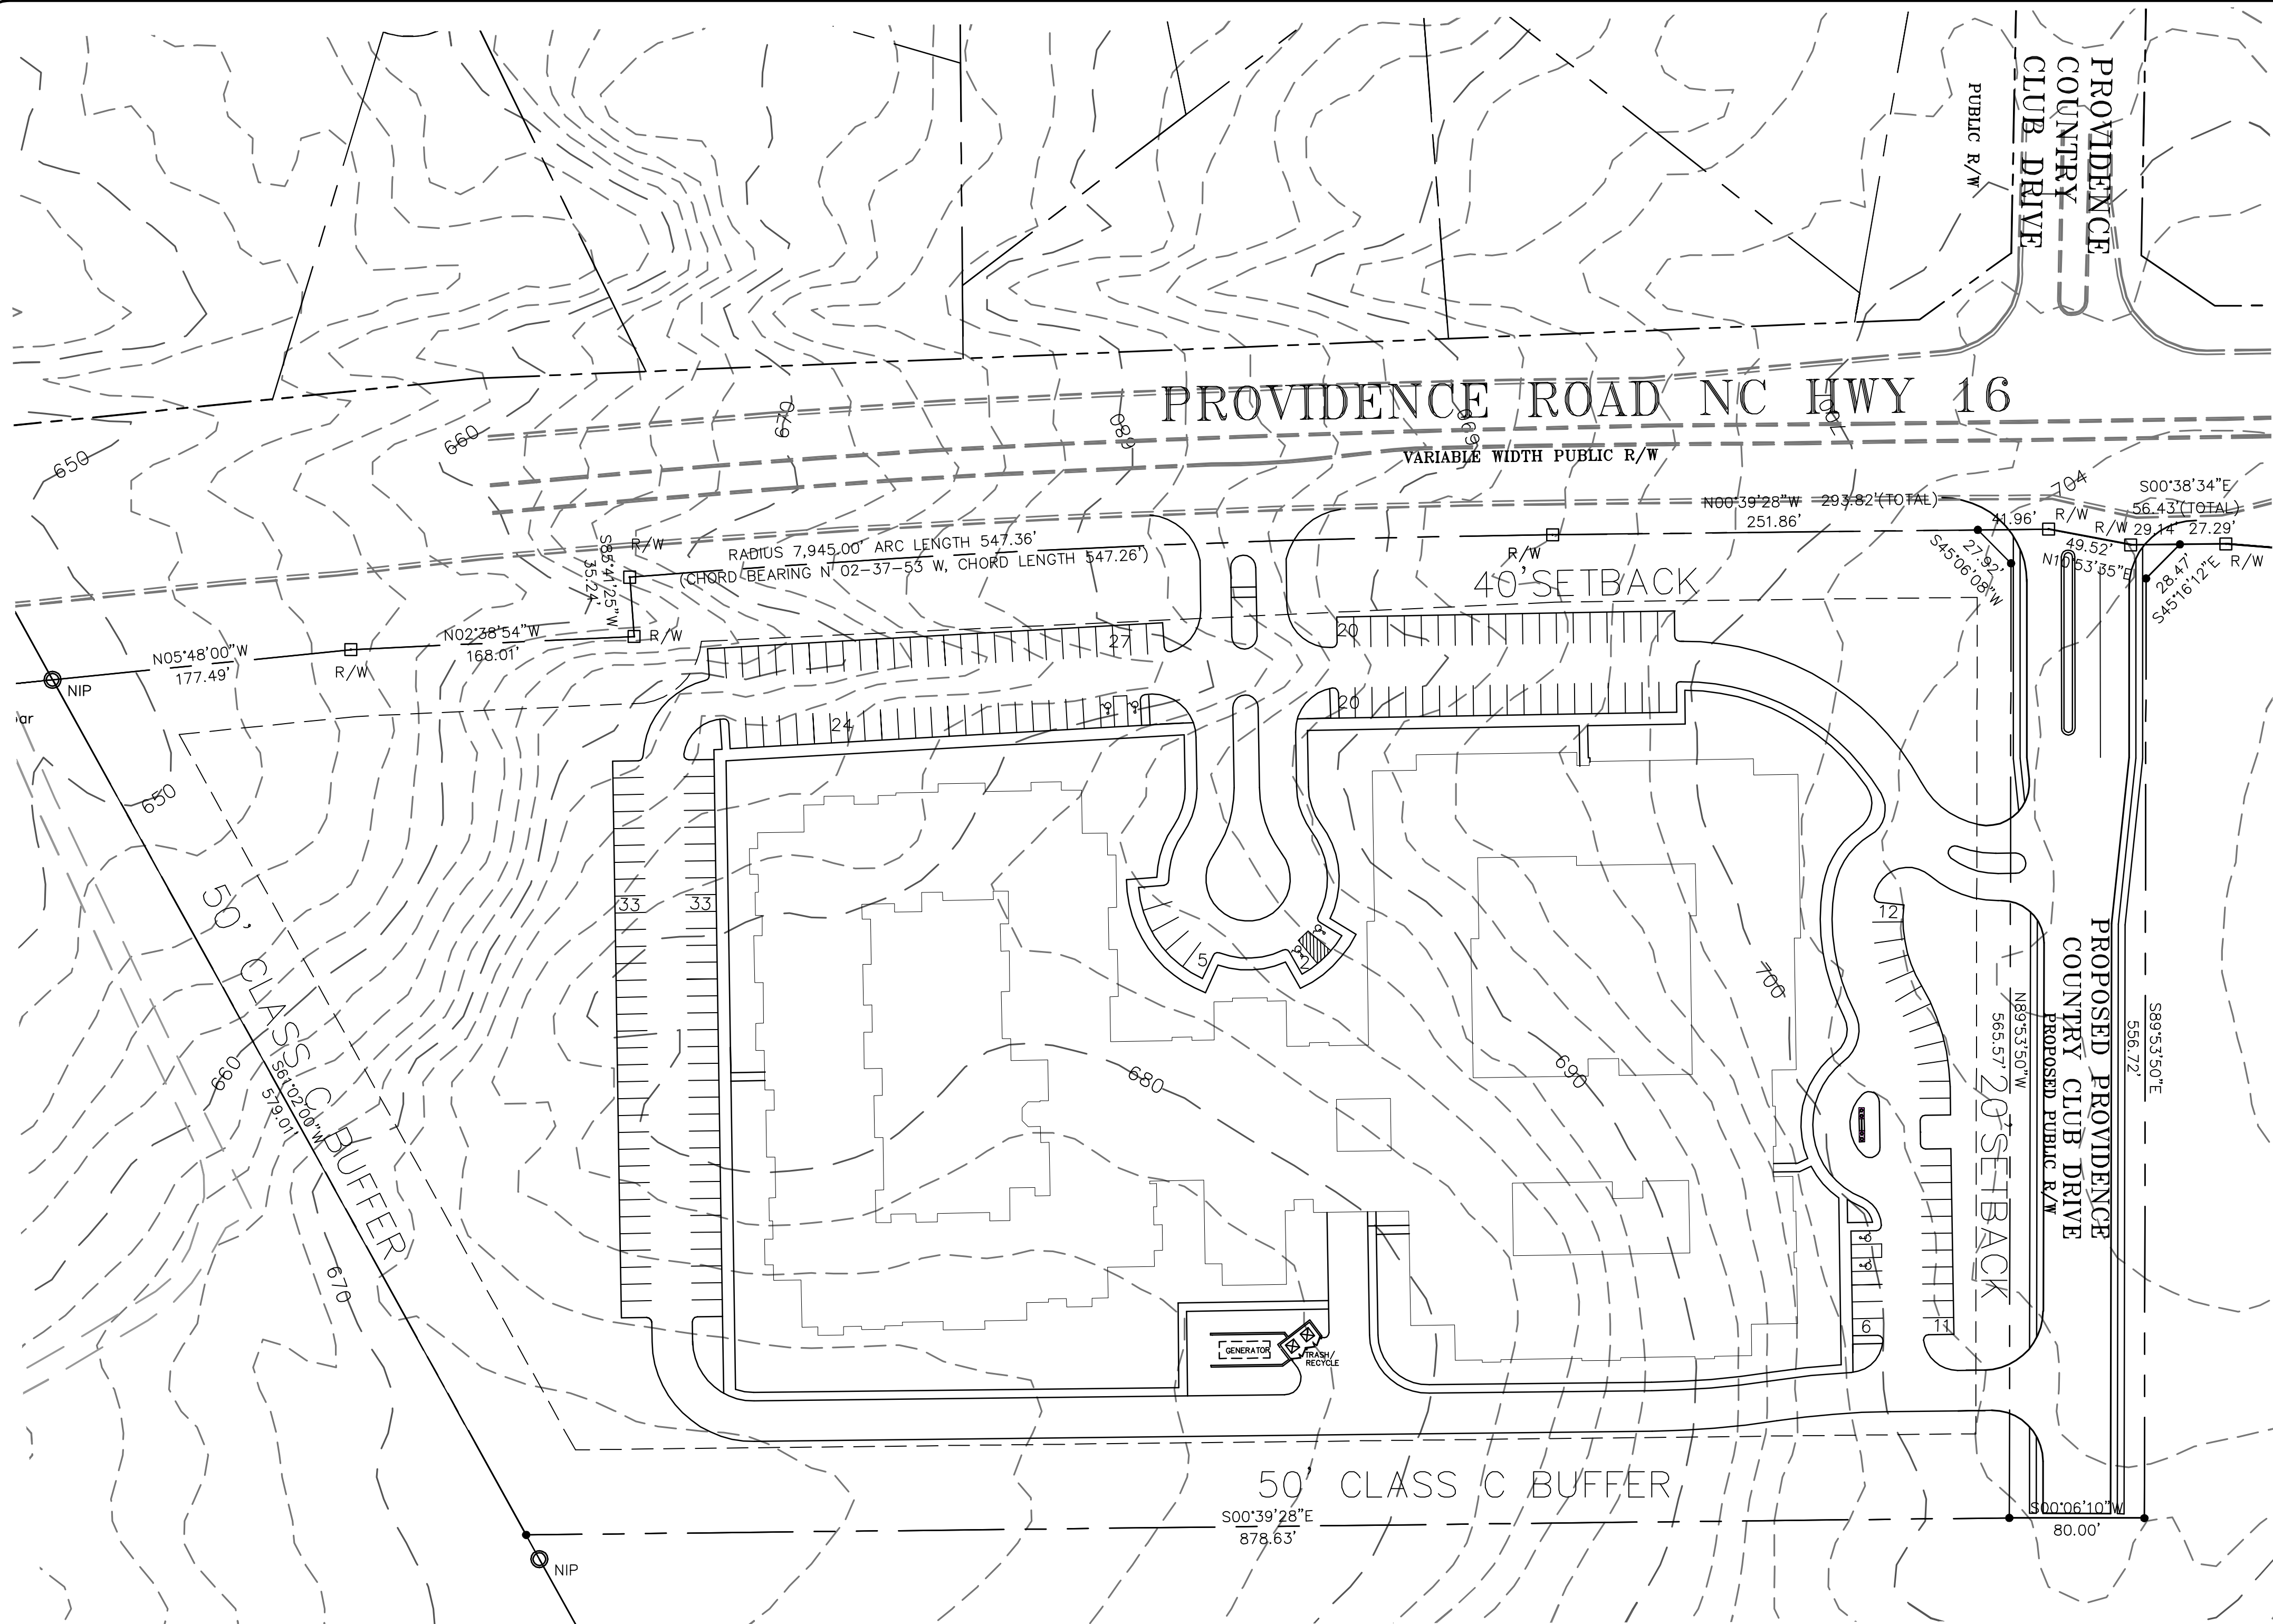 PROVIDENCE
COUNTRY
CLUB DRIVE
PUBLIC R/W
PROVIDENCE ROAD NC HWY 16
VARIABLE WIDTH PUBLIC R/W
650
660
670
680
704
N00°39'28"W 293.82'(TOTAL)
251.86'
41.96'
R/W
R/W
S00°38'34"E
56.43'(TOTAL)
29.14'
27.29'
R/W
49.52'
N10°53'35"E
27.92'
S45°06'08"W
28.47'
S45°16'12"E
R/W
RADIUS 7,945.00' ARC LENGTH 547.36'
(CHORD BEARING N 02-37-53 W, CHORD LENGTH 547.26')
R/W
S85°41'25"W
35.24'
R/W
40'SETBACK
N05°48'00"W
177.49'
R/W
N02°38'54"W
168.01'
NIP
27
20
24
20
650
33
33
5
2
12
700
690
680
660
670
50' CLASS C BUFFER
S61°02'00"W
579.01'
N89°53'50"W
565.57'
20'SETBACK
PROPOSED PROVIDENCE
COUNTRY CLUB DRIVE
PROPOSED PUBLIC R/W
S89°53'50"E
556.72'
6
11
GENERATOR
TRASH/
RECYCLE
50' CLASS C BUFFER
S00°39'28"E
878.63'
S00°06'10"W
80.00'
NIP